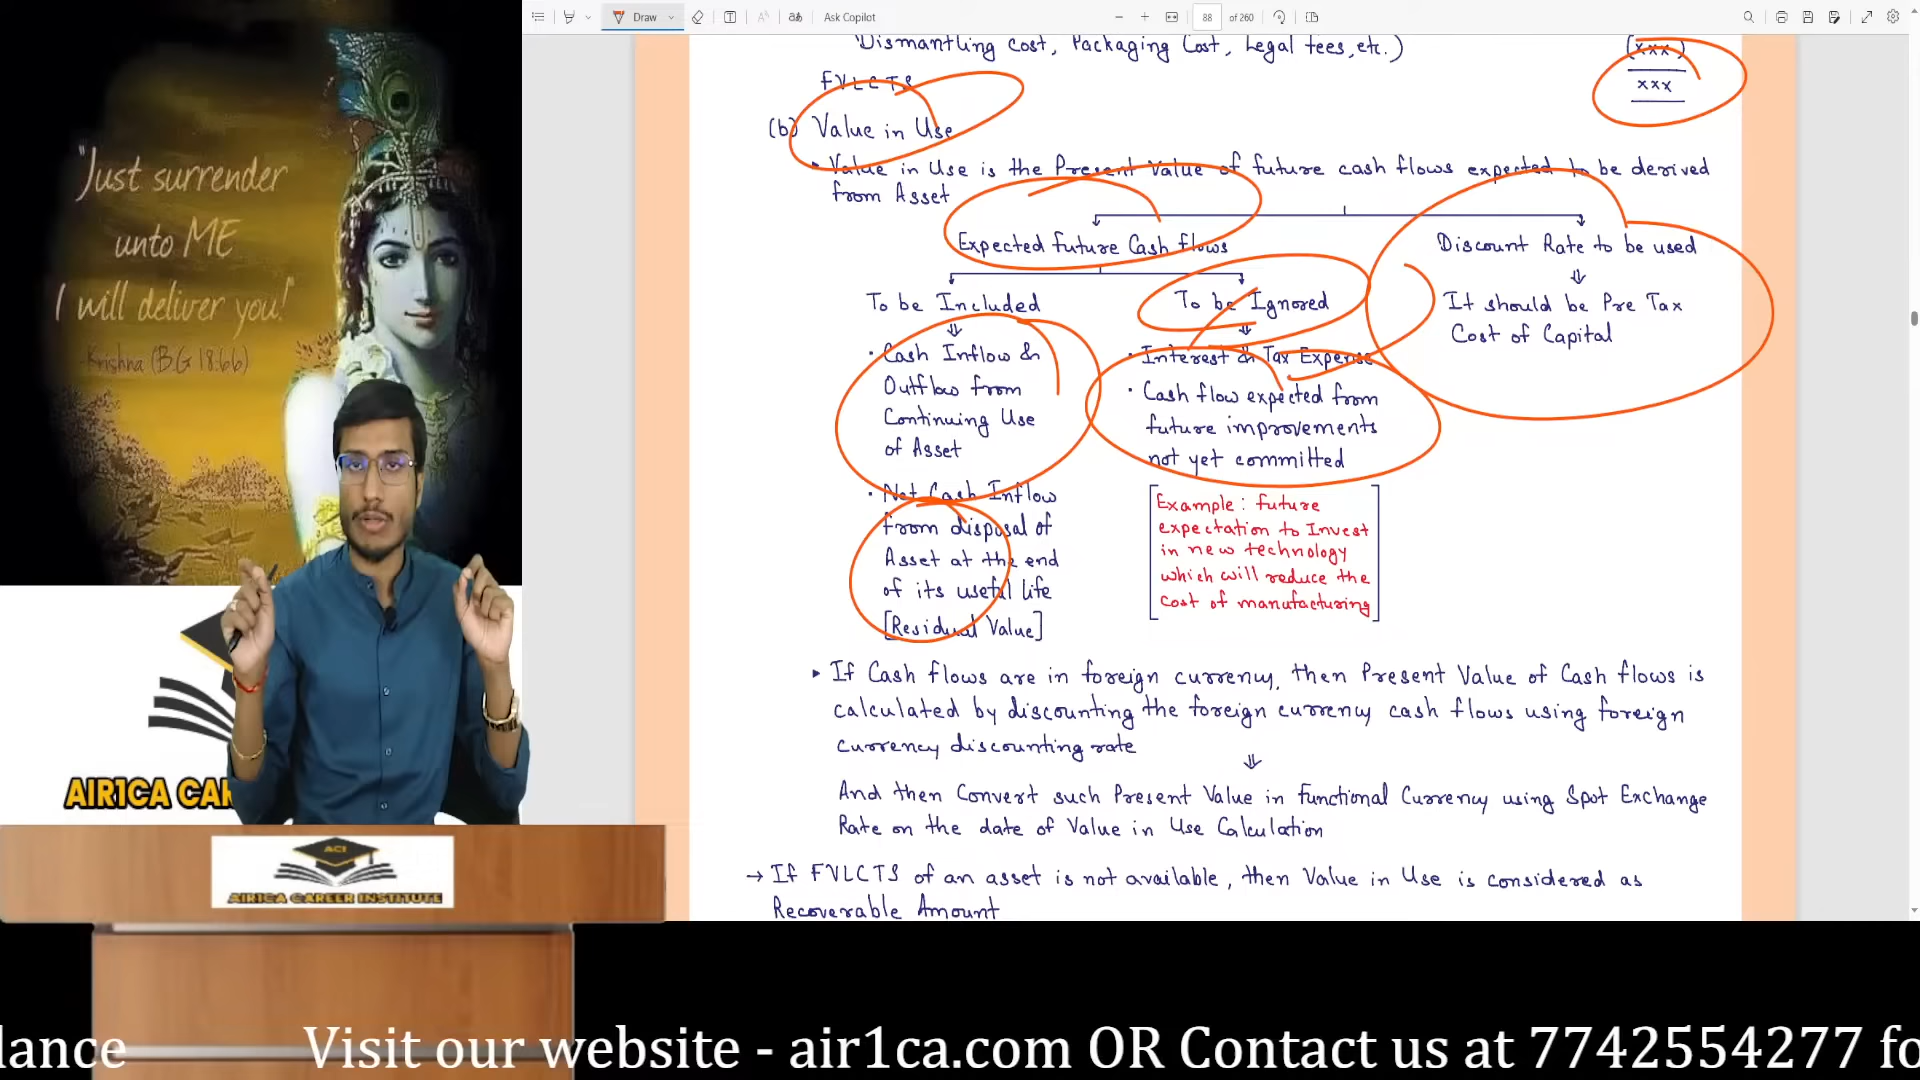 Draw
Ask Copilot
88 of 260
"Just surrender
unto ME
I will deliver you!"
-Krishna (BG 18:66)
Dismantling Cost, Packaging Cost, Legal fees, etc.)
(xxx)
FVLCTS
xxx
(b) Value in Use
Value in Use is the Present Value of future cash flows expected to be derived
from Asset
Expected future Cash flows
Discount Rate to be used
⇓
It should be Pre Tax
Cost of Capital
To be Included
⇓
• Cash Inflow &
Outflow from
Continuing Use
of Asset
• Net Cash Inflow
from disposal of
Asset at the end
of its useful life
[Residual Value]
To be Ignored
⇓
• Interest & Tax Expense
• Cash flow expected from
future improvements
not yet committed
[Example: future
expectation to Invest
in new technology
which will reduce the
cost of manufacturing]
▸ If Cash flows are in foreign currency, then Present Value of Cash flows is
calculated by discounting the foreign currency cash flows using foreign
currency discounting rate
⇓
And then Convert such Present Value in Functional Currency using Spot Exchange
Rate on the date of Value in Use Calculation
→ If FVLCTS of an asset is not available, then Value in Use is considered as
Recoverable Amount
AIR1CA CAR
ACI
AIR1CA CAREER INSTITUTE
lance Visit our website - air1ca.com OR Contact us at 7742554277 fo